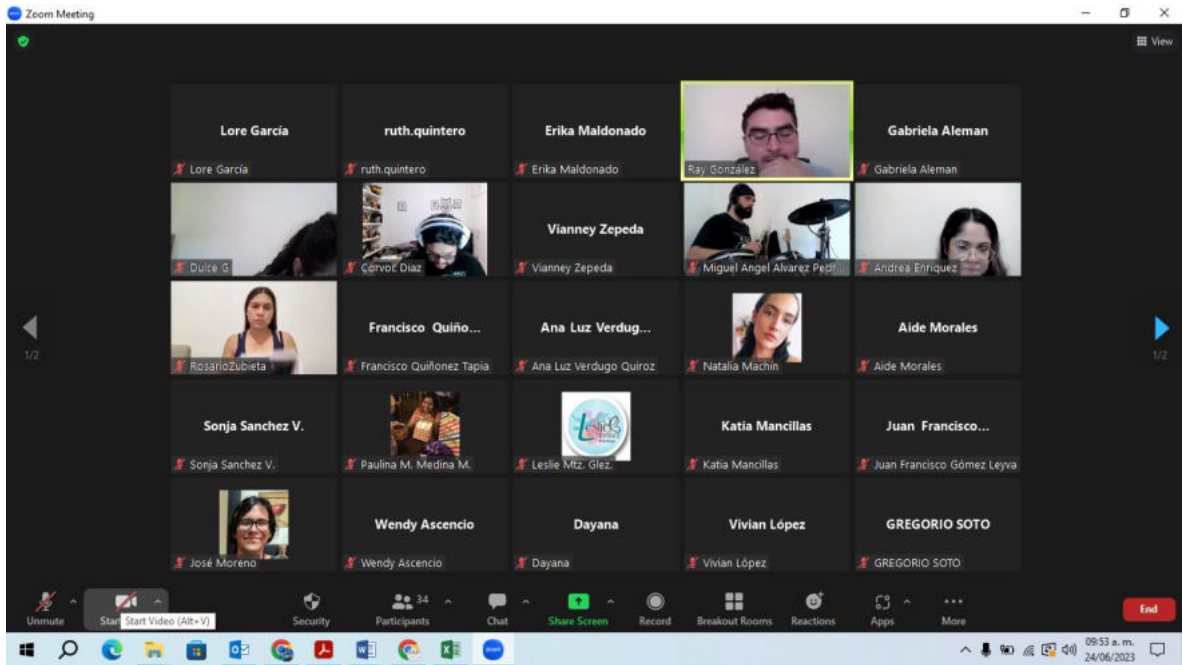 Zoom Meeting
View
Lore García
ruth.quintero
Erika Maldonado
Gabriela Aleman
Lore García
ruth.quintero
Erika Maldonado
Ray González
Gabriela Aleman
Vianney Zepeda
Dulce G
Corvoc Diaz
Vianney Zepeda
Miguel Angel Alvarez Pedr...
Andrea Enríquez
Francisco Quiño...
Ana Luz Verdug...
Aide Morales
1/2
1/2
RosarioZubieta
Francisco Quiñonez Tapia
Ana Luz Verdugo Quiroz
Natalia Machín
Aide Morales
Sonja Sanchez V.
Leslie
Katia Mancillas
Juan Francisco...
Sonja Sanchez V.
Paulina M. Medina M.
Leslie Mtz. Glez.
Katia Mancillas
Juan Francisco Gómez Leyva
Wendy Ascencio
Dayana
Vivian López
GREGORIO SOTO
José Moreno
Wendy Ascencio
Dayana
Vivian López
GREGORIO SOTO
34
Unmute
Start Video (Alt+V)
Security
Participants
Chat
Share Screen
Record
Breakout Rooms
Reactions
Apps
More
End
09:53 a. m.
24/06/2023